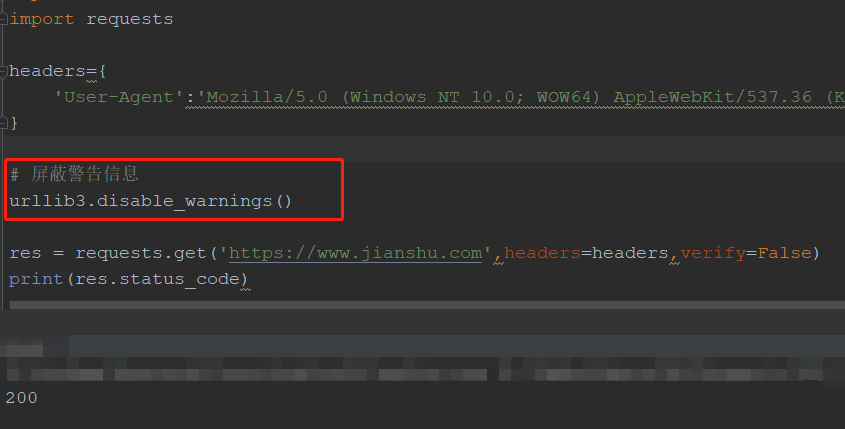 import requests
headers={
'User-Agent':'Mozilla/5.0 (Windows NT 10.0; WOW64) AppleWebKit/537.36 (K
}
# 屏蔽警告信息
urllib3.disable_warnings()
res = requests.get('https://www.jianshu.com',headers=headers,verify=False)
print(res.status_code)
200